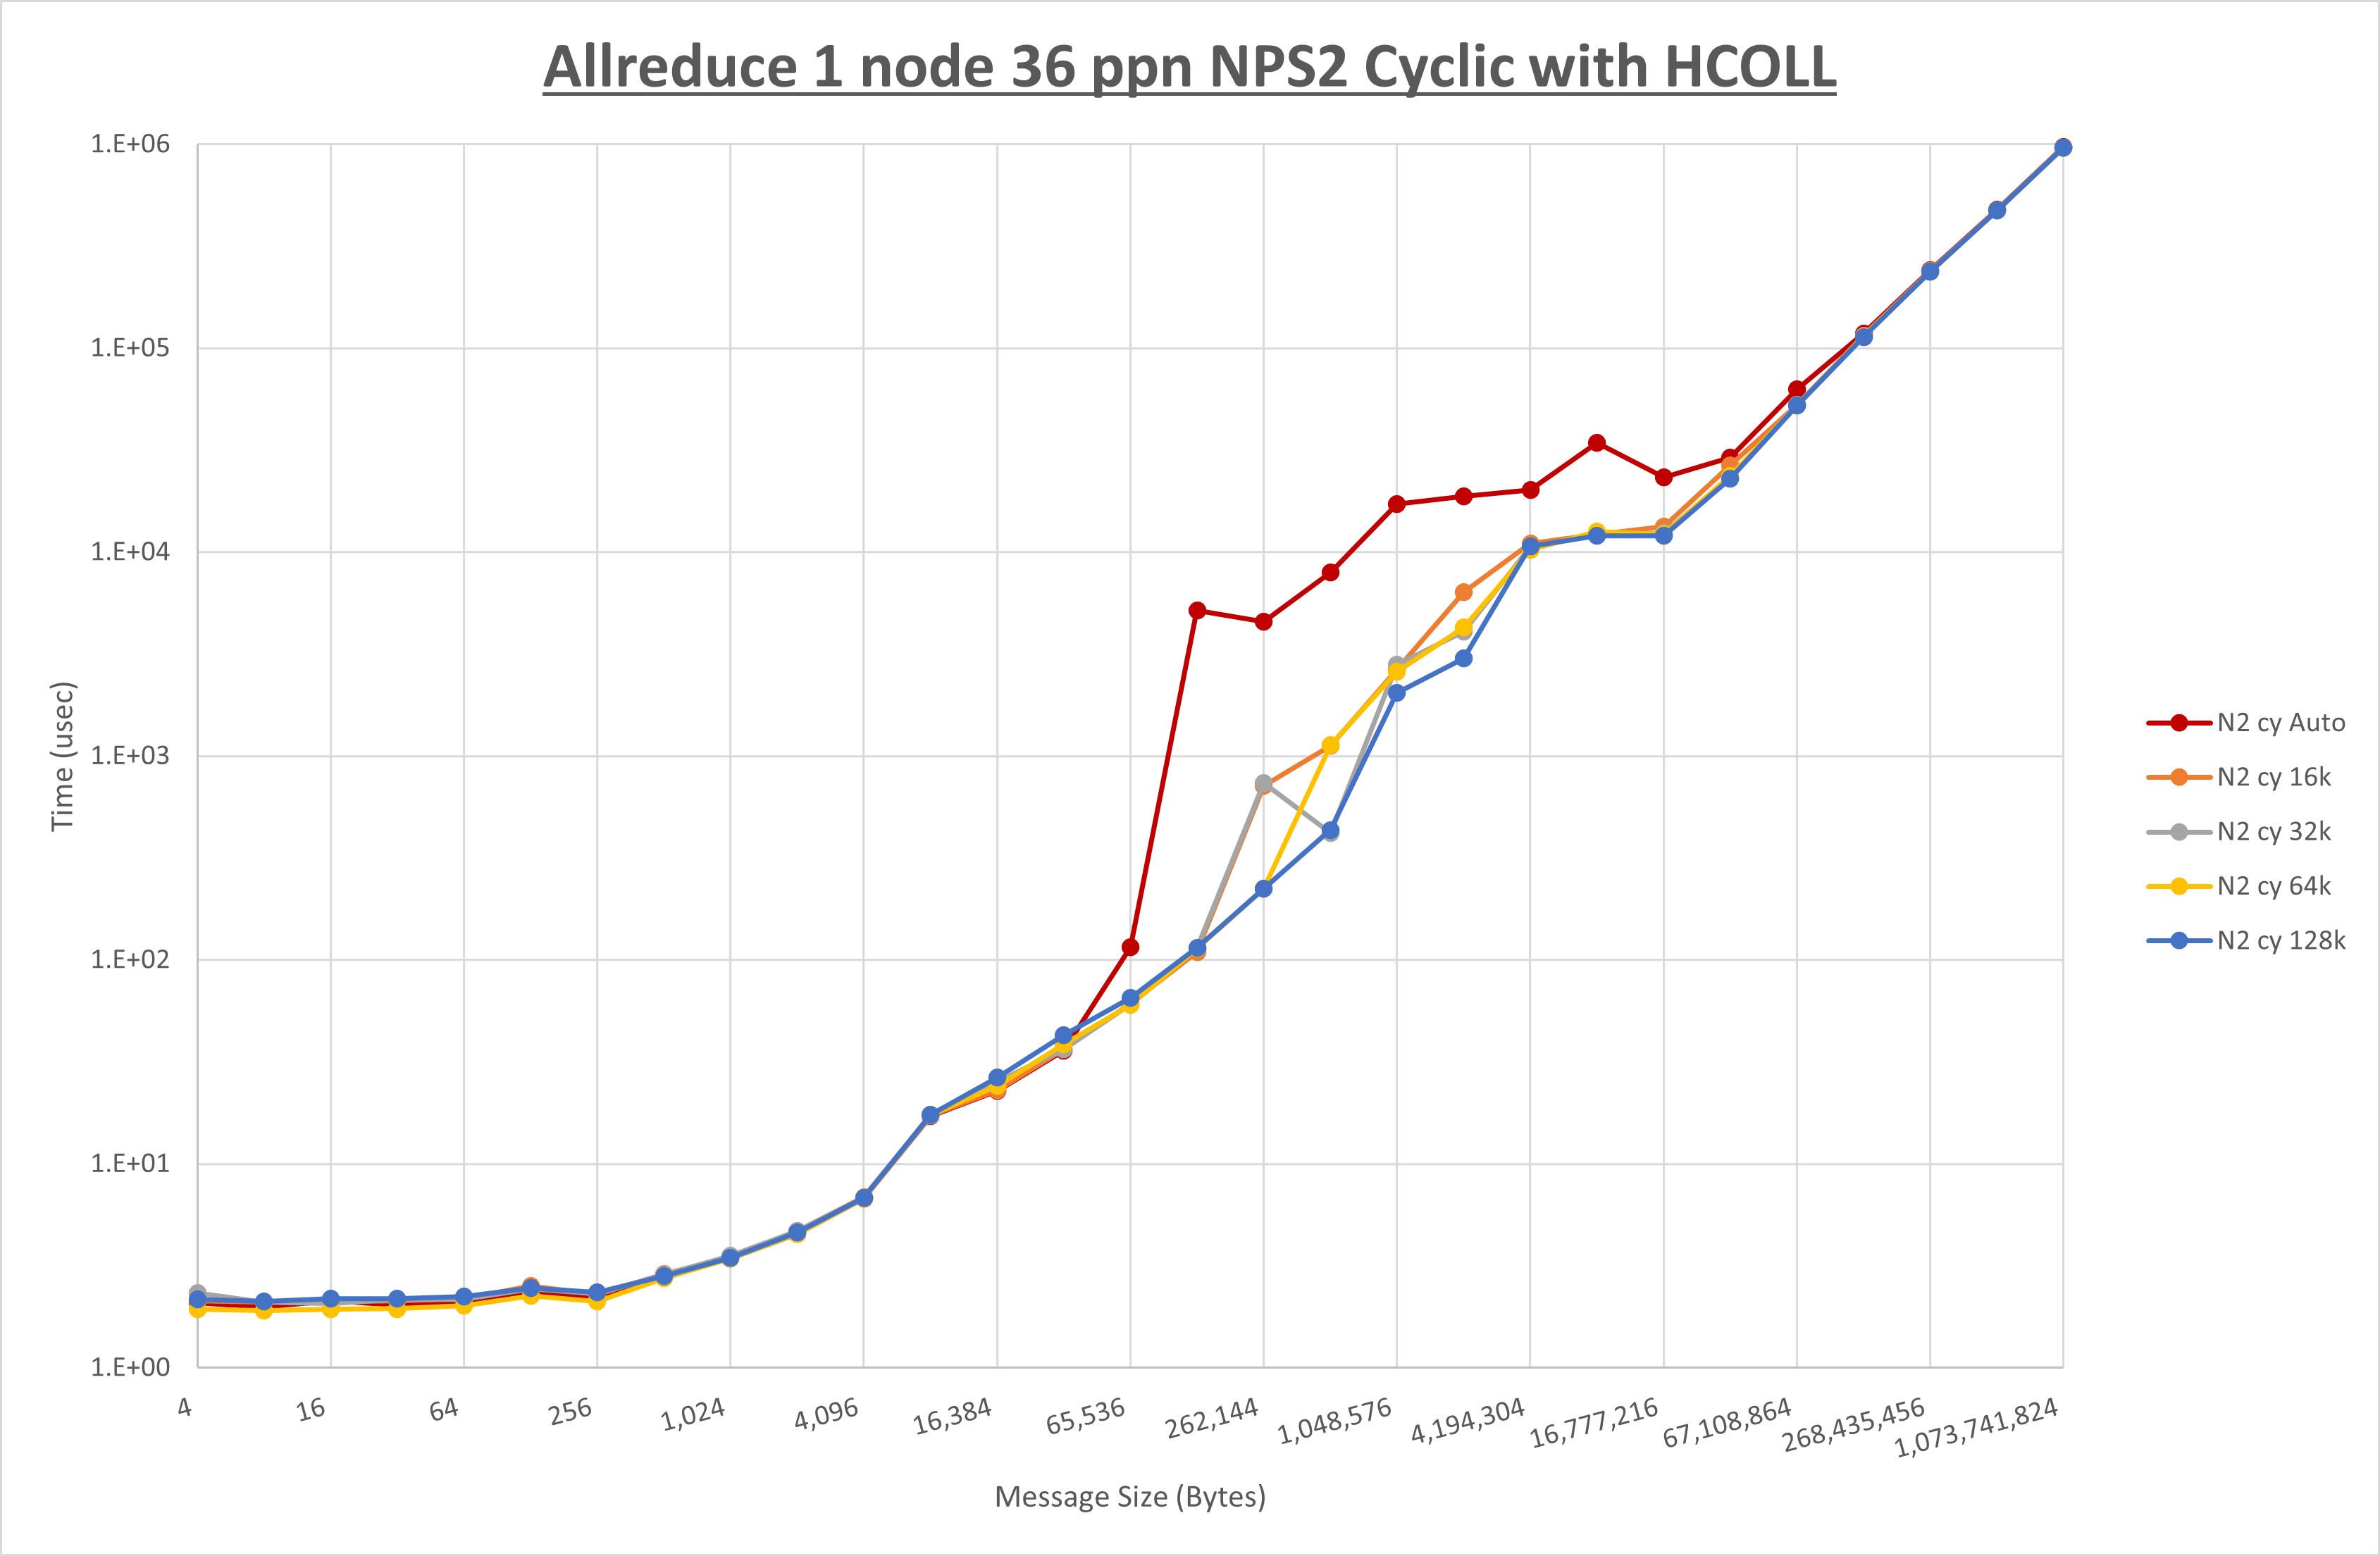 Allreduce 1 node 36 ppn NPS2 Cyclic with HCOLL
1.E+06
1.E+05
1.E+04
1.E+03
1.E+02
1.E+01
1.E+00
Time (usec)
4
16
64
256
1,024
4,096
16,384
65,536
262,144
1,048,576
4,194,304
16,777,216
67,108,864
268,435,456
1,073,741,824
Message Size (Bytes)
N2 cy Auto
N2 cy 16k
N2 cy 32k
N2 cy 64k
N2 cy 128k